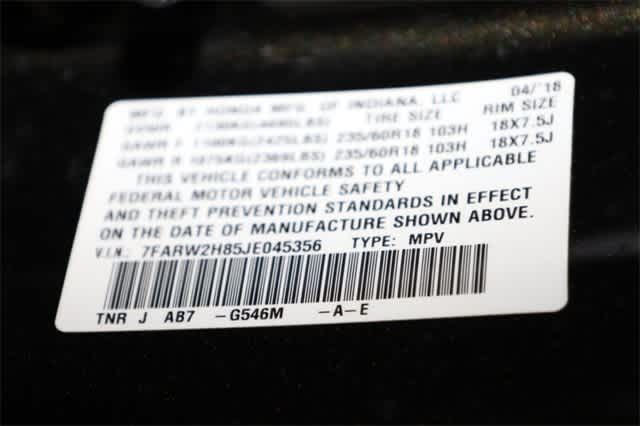 MFG. BY HONDA MFG. OF INDIANA, LLC 04/'18
TIRE SIZE RIM SIZE
235/60R18 103H 18X7.5J
235/60R18 103H 18X7.5J
THIS VEHICLE CONFORMS TO ALL APPLICABLE
FEDERAL MOTOR VEHICLE SAFETY
AND THEFT PREVENTION STANDARDS IN EFFECT
ON THE DATE OF MANUFACTURE SHOWN ABOVE.
V.I.N.: 7FARW2H85JE045356 TYPE: MPV
TNR J AB7 -G546M -A-E